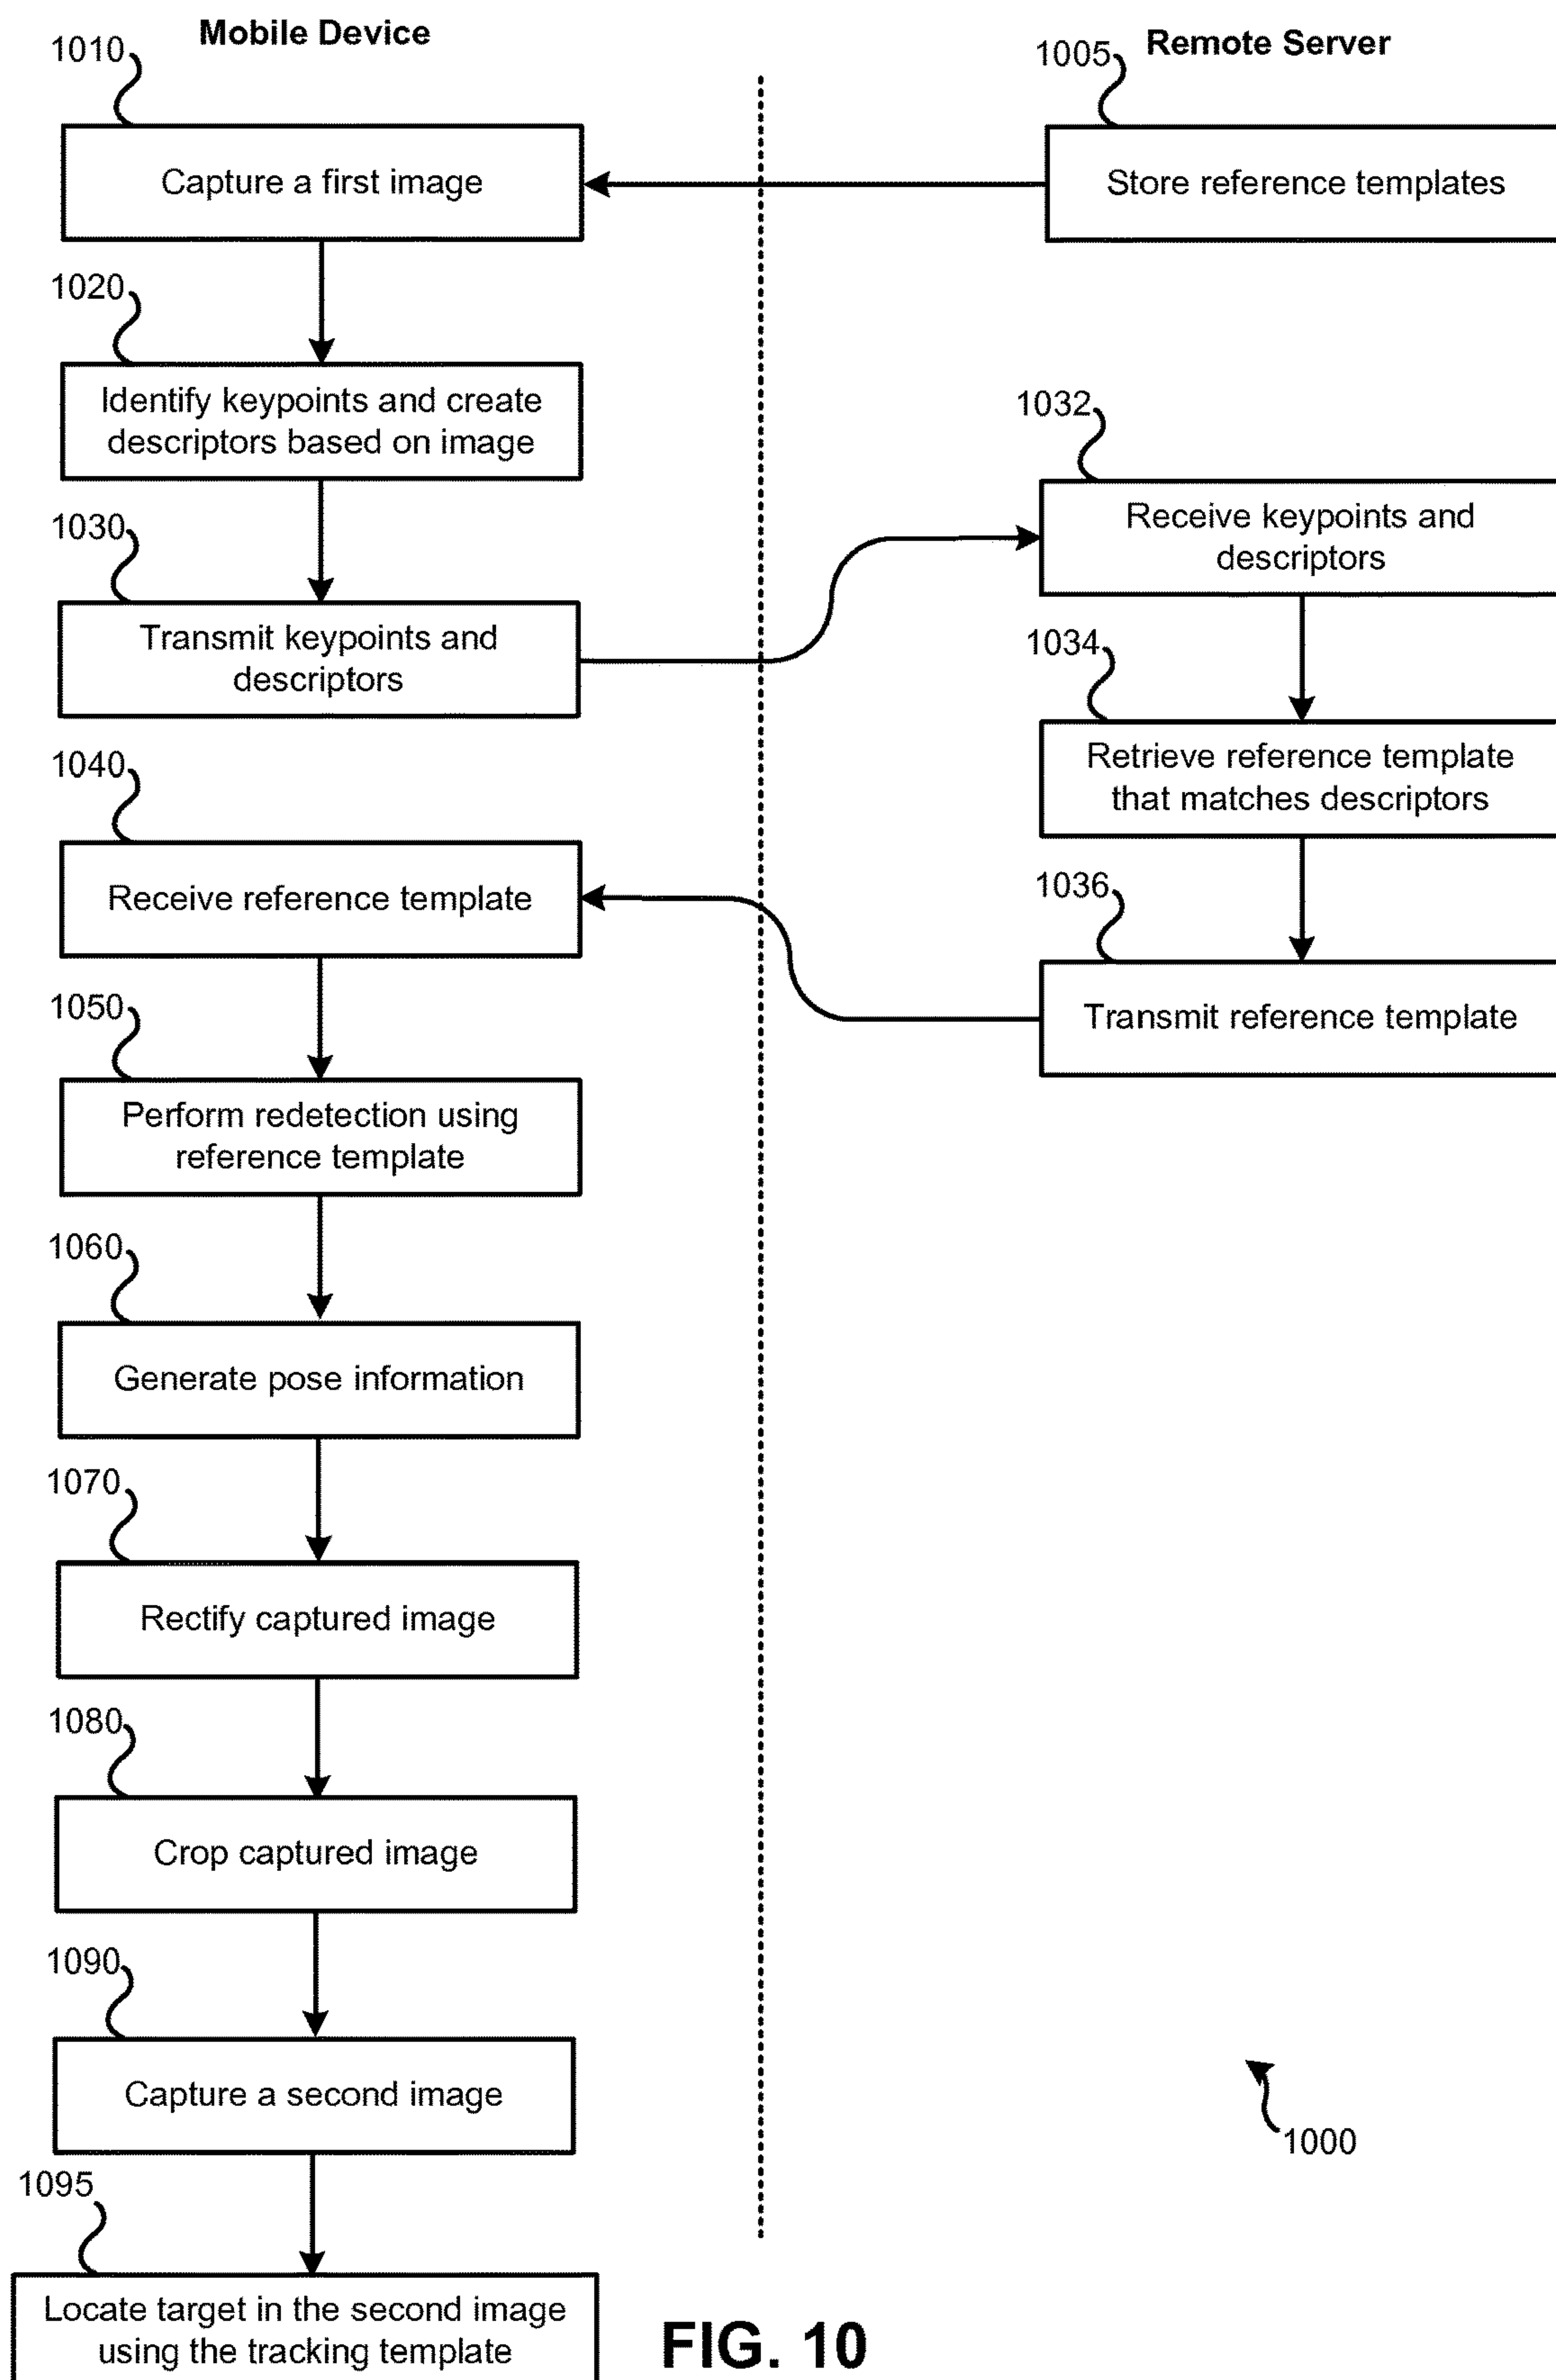 Mobile Device
Remote Server
1010
1005
Capture a first image
Store reference templates
1020
Identify keypoints and create
descriptors based on image
1032
Receive keypoints and
descriptors
1030
Transmit keypoints and
descriptors
1034
Retrieve reference template
that matches descriptors
1040
Receive reference template
1036
Transmit reference template
1050
Perform redetection using
reference template
1060
Generate pose information
1070
Rectify captured image
1080
Crop captured image
1090
Capture a second image
1000
1095
Locate target in the second image
using the tracking template
FIG. 10